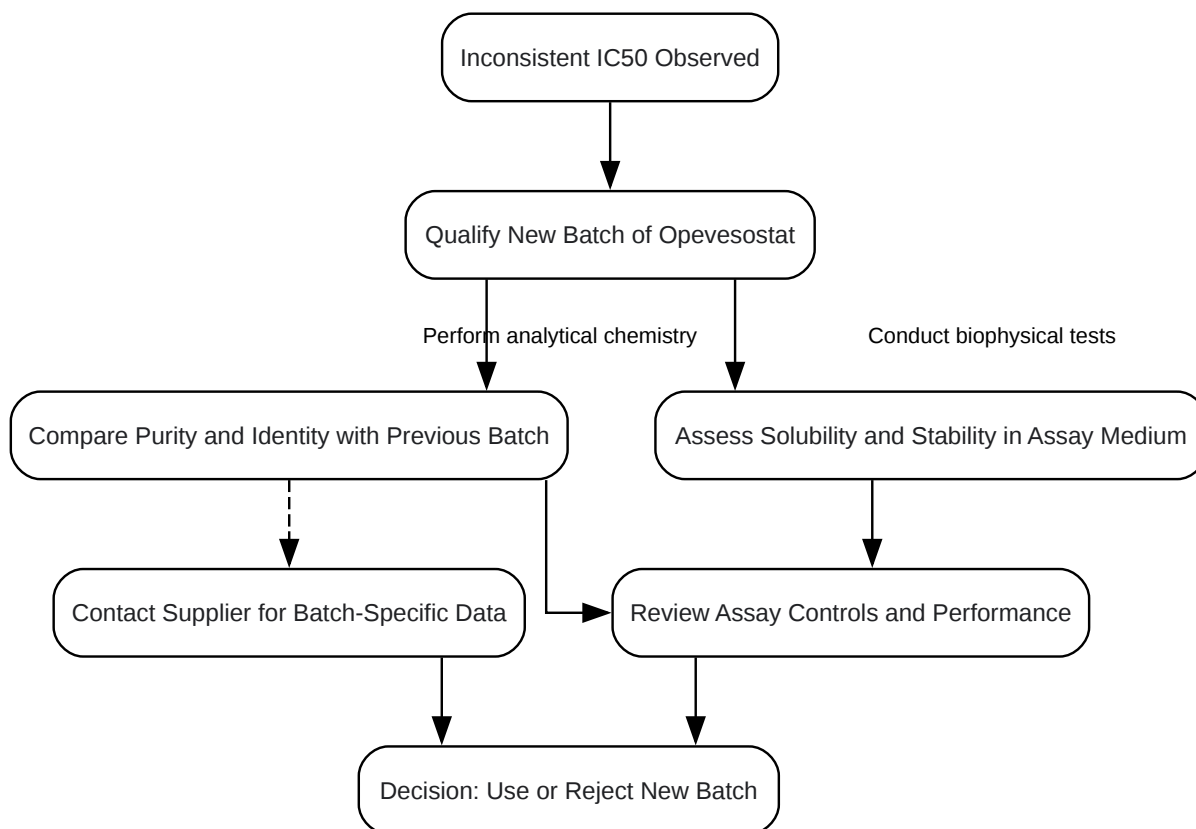 Inconsistent IC50 Observed
Qualify New Batch of Opevesostat
Perform analytical chemistry
Conduct biophysical tests
Compare Purity and Identity with Previous Batch
Assess Solubility and Stability in Assay Medium
Contact Supplier for Batch-Specific Data
Review Assay Controls and Performance
Decision: Use or Reject New Batch